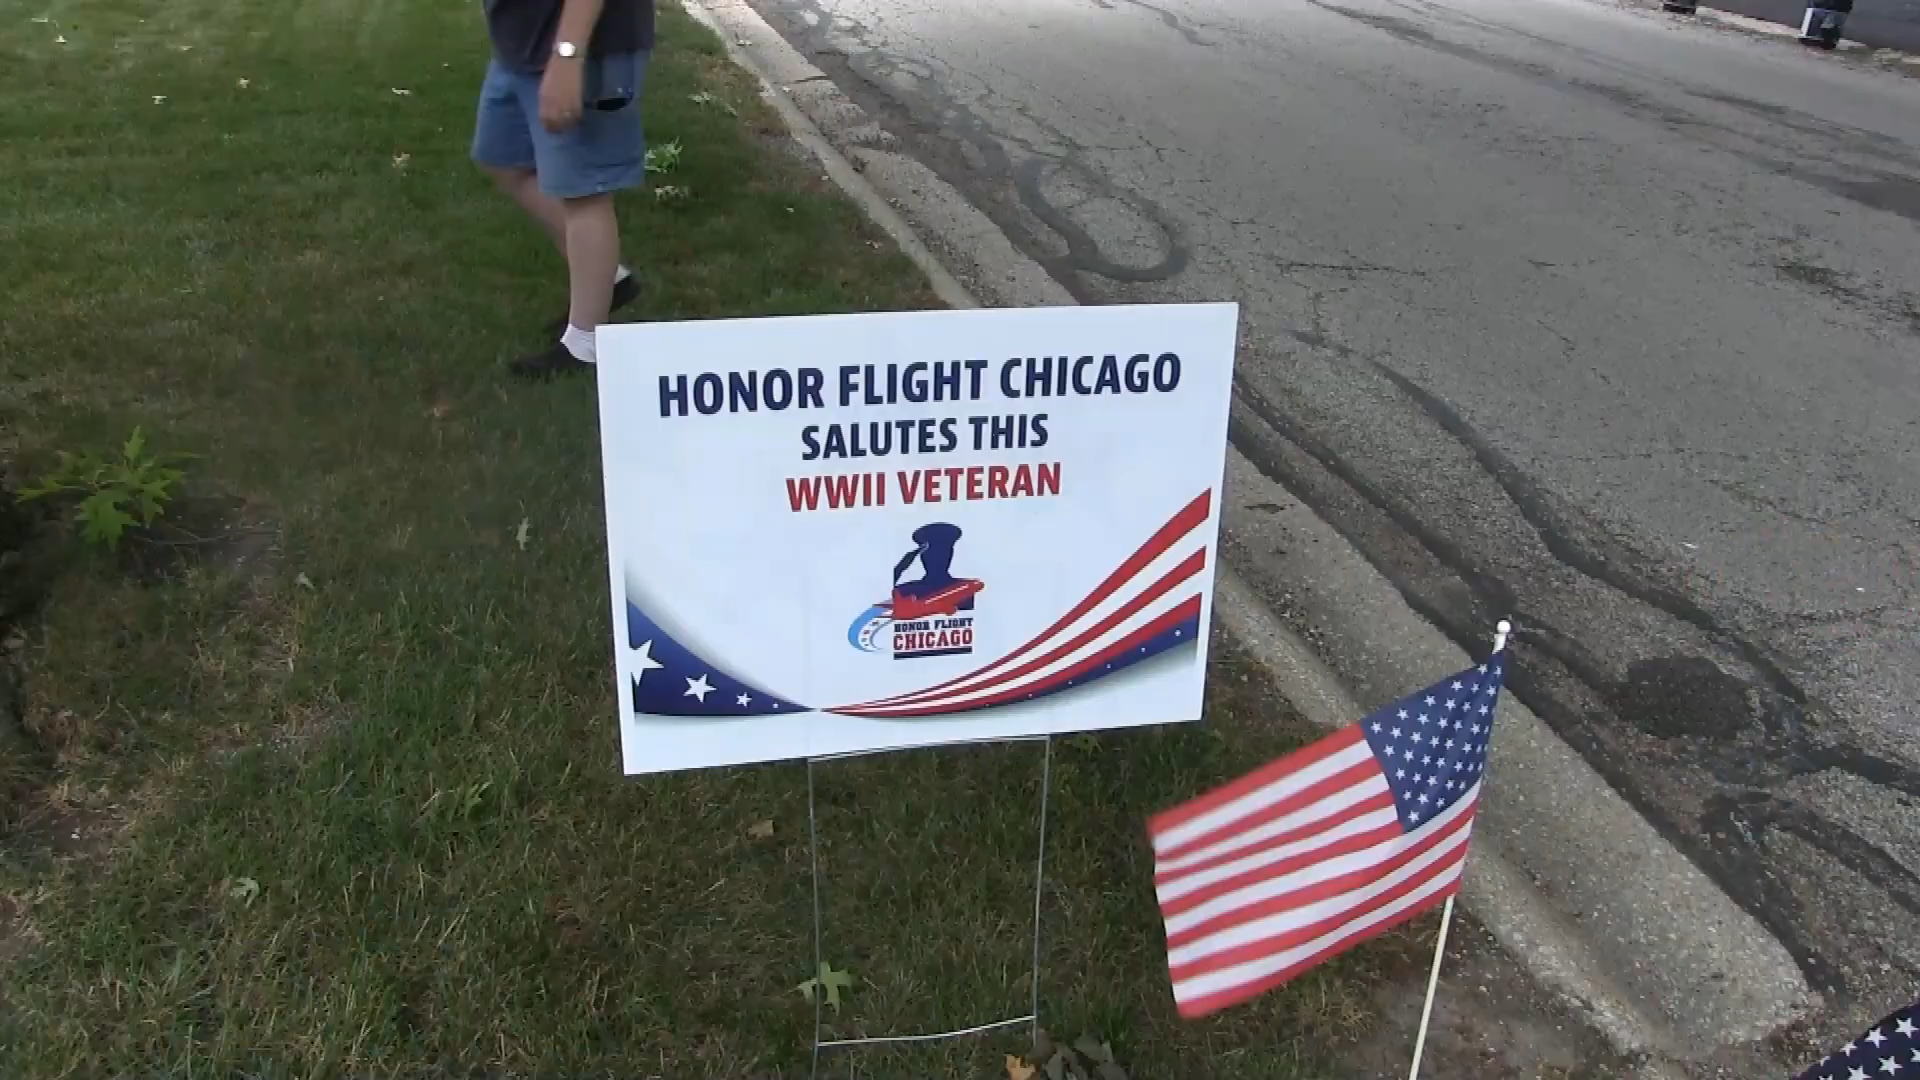 HONOR FLIGHT CHICAGO
SALUTES THIS
WWII VETERAN
HONOR FLIGHT
CHICAGO